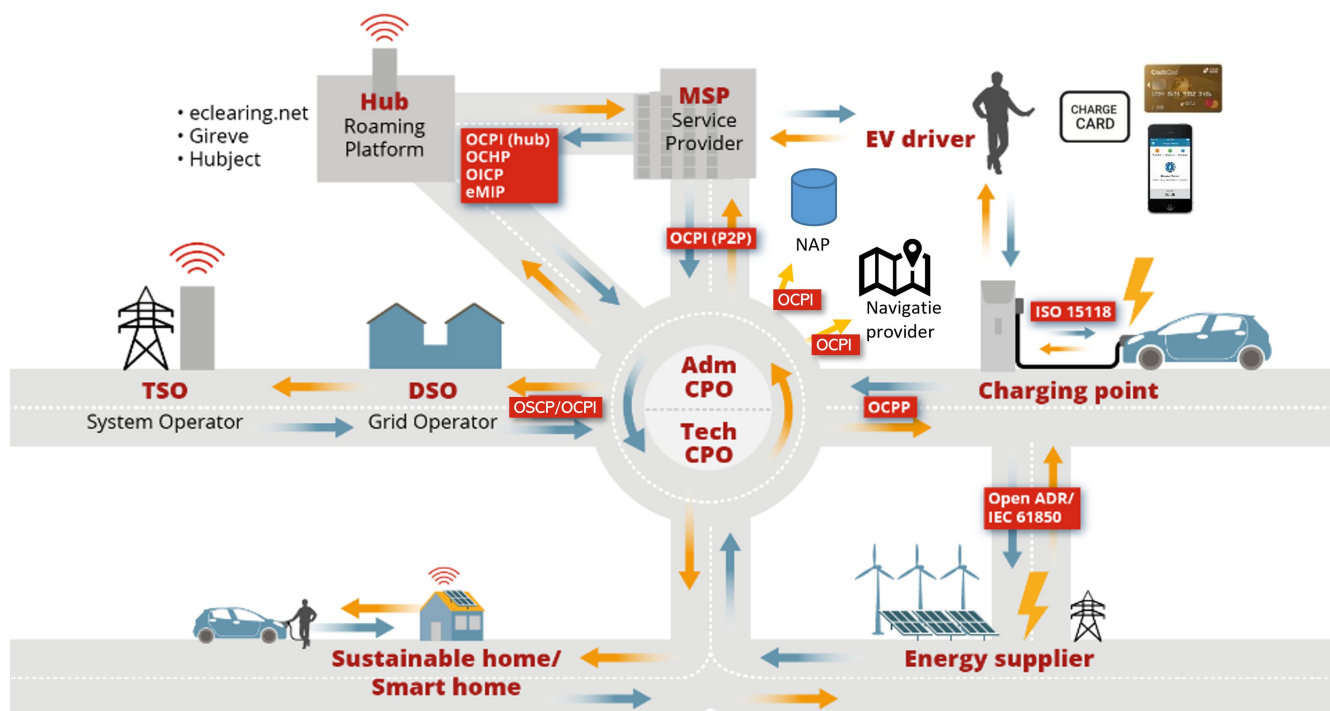 • eclearing.net
• Gireve
• Hubject
Hub
Roaming
Platform
OCPI (hub)
OCHP
OICP
eMIP
MSP
Service
Provider
EV driver
CHARGE
CARD
OCPI (P2P)
NAP
OCPI
Navigatie
provider
OCPI
ISO 15118
TSO
System Operator
DSO
Grid Operator
OSCP/OCPI
Adm
CPO
Tech
CPO
OCPP
Charging point
Open ADR/
IEC 61850
Sustainable home/
Smart home
Energy supplier